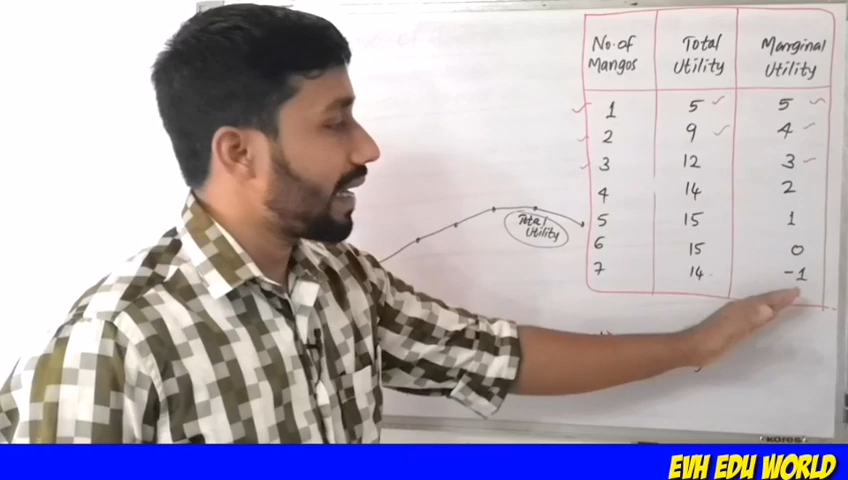 No. of Total Marginal
Mangos Utility Utility
1 5 5
2 9 4
3 12 3
4 14 2
5 15 1
6 15 0
7 14 -1
Total
Utility
kores
EVH EDU WORLD